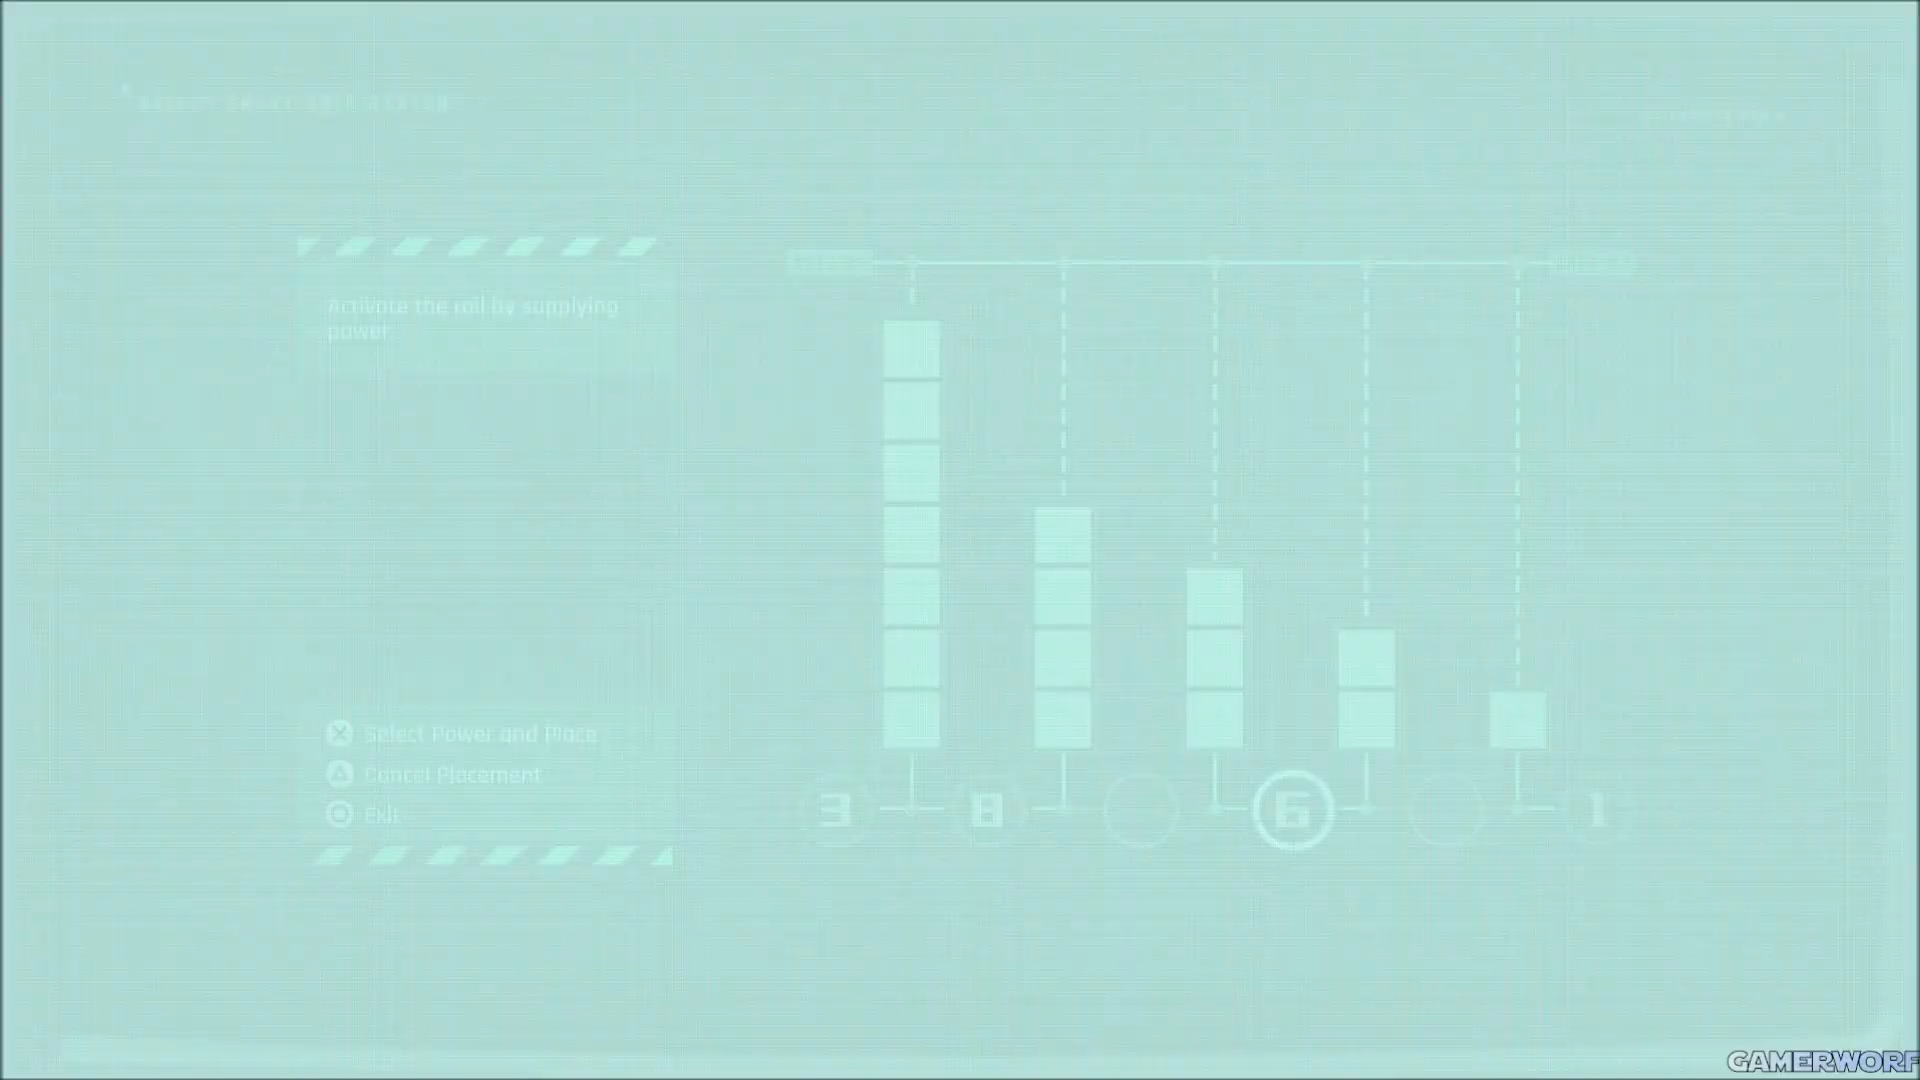 Activate the rail by supplying
power.
Select Power and Place
Cancel Placement
Exit
3 8 6 1
GAMERWORF